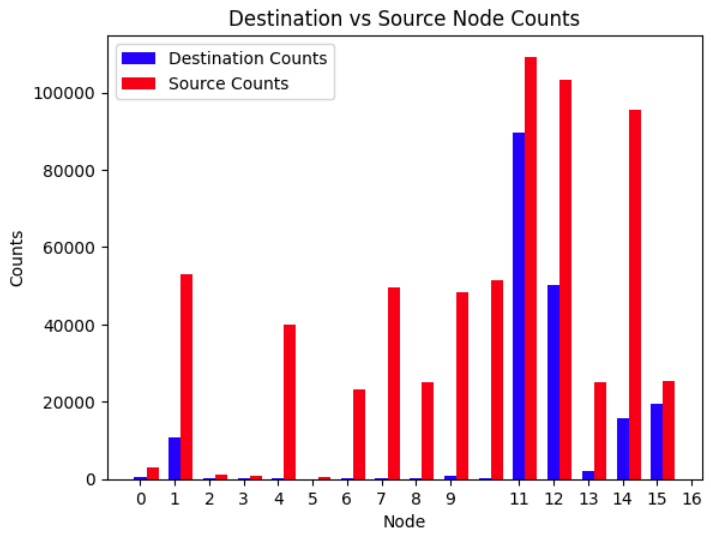 Destination vs Source Node Counts
Destination Counts
Source Counts
100000
80000
60000
40000
20000
0
Counts
0 1 2 3 4 5 6 7 8 9 11 12 13 14 15 16
Node